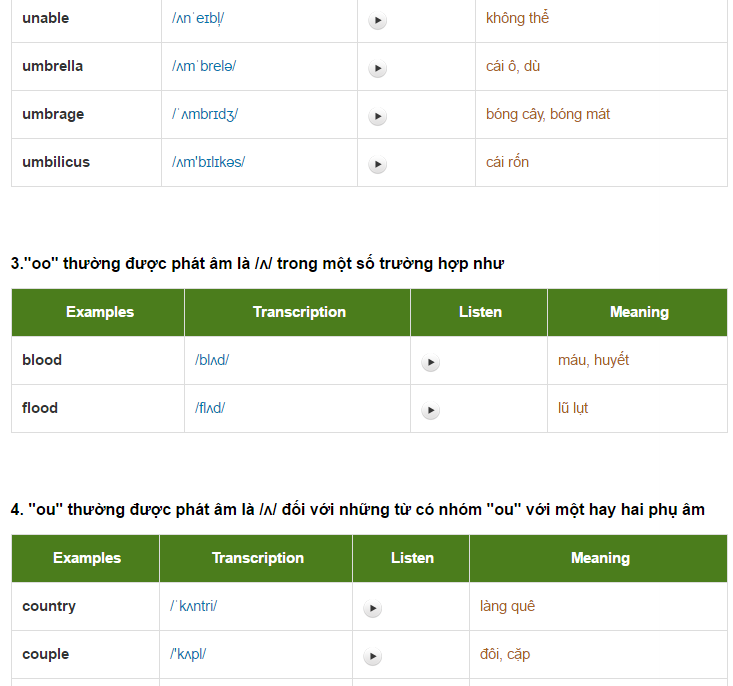 unable /ʌnˈeɪbl̩/ không thể
umbrella /ʌmˈbrelə/ cái ô, dù
umbrage /ˈʌmbrɪdʒ/ bóng cây, bóng mát
umbilicus /ʌm'bɪlɪkəs/ cái rốn
3."oo" thường được phát âm là /ʌ/ trong một số trường hợp như
Examples Transcription Listen Meaning
blood /blʌd/ máu, huyết
flood /flʌd/ lũ lụt
4. "ou" thường được phát âm là /ʌ/ đối với những từ có nhóm "ou" với một hay hai phụ âm
Examples Transcription Listen Meaning
country /ˈkʌntri/ làng quê
couple /'kʌpl/ đôi, cặp